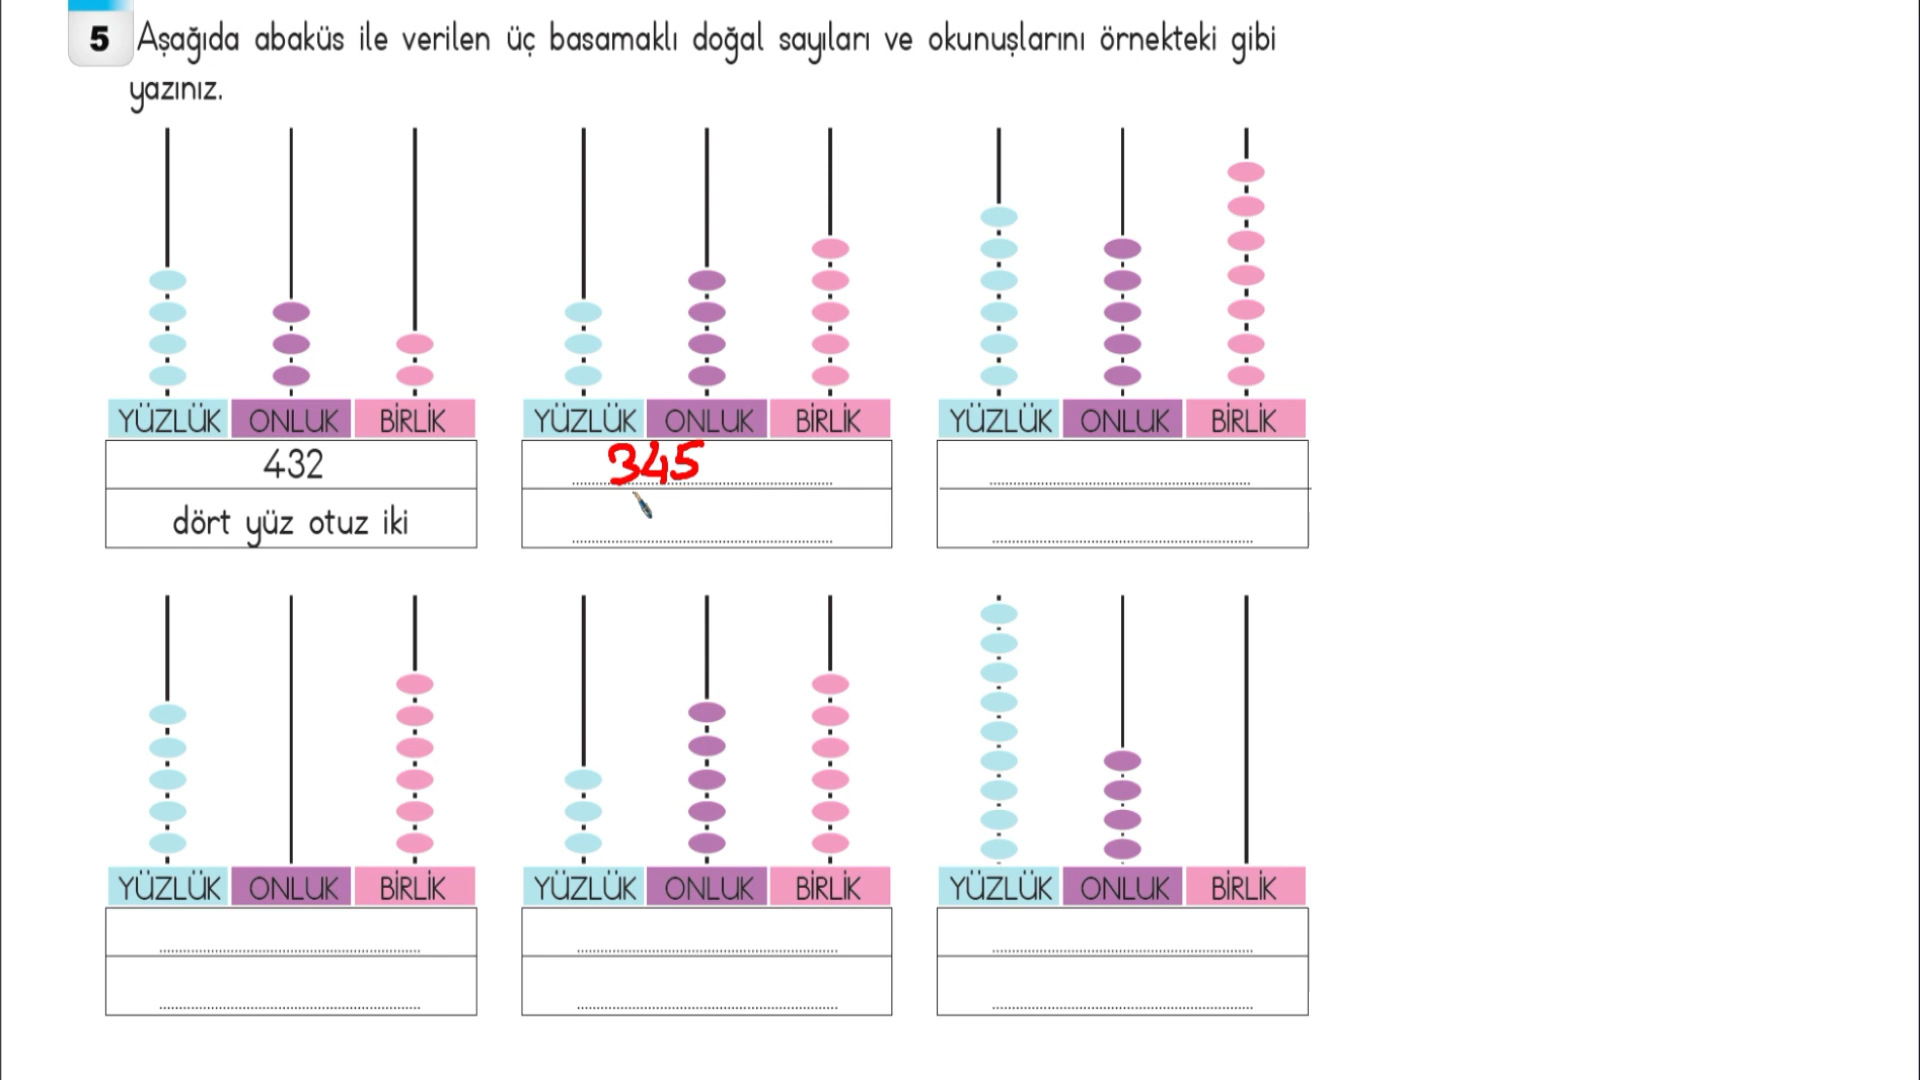 5 Aşağıda abaküs ile verilen üç basamaklı doğal sayıları ve okunuşlarını örnekteki gibi
yazınız.
YÜZLÜK ONLUK BİRLİK YÜZLÜK ONLUK BİRLİK YÜZLÜK ONLUK BİRLİK
432 345
dört yüz otuz iki
YÜZLÜK ONLUK BİRLİK YÜZLÜK ONLUK BİRLİK YÜZLÜK ONLUK BİRLİK